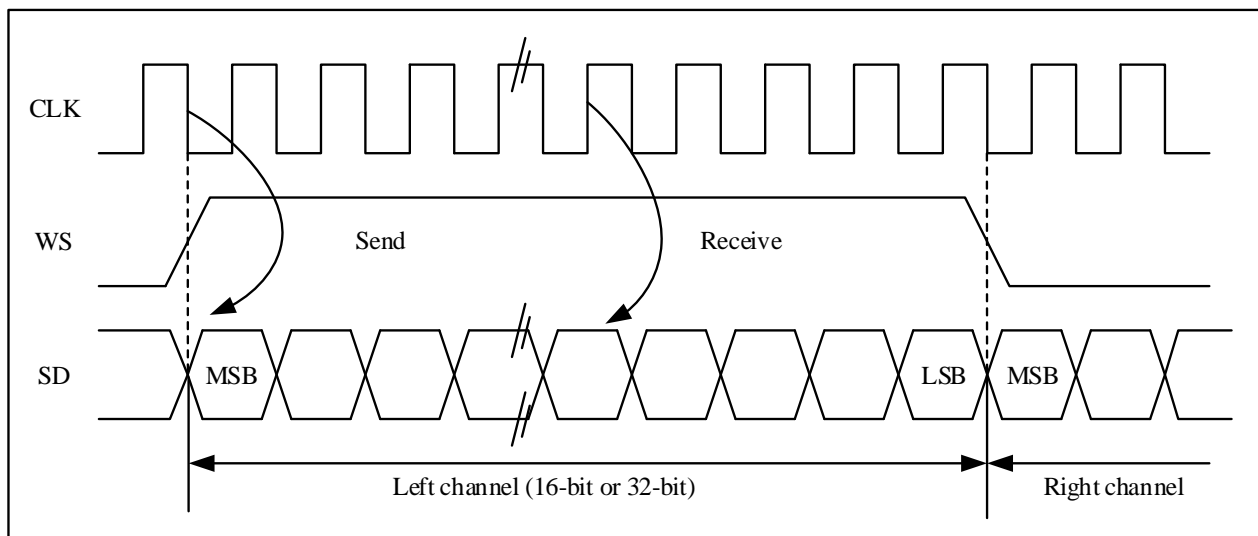 CLK
WS
Send
Receive
SD
MSB
LSB
MSB
Left channel (16-bit or 32-bit)
Right channel